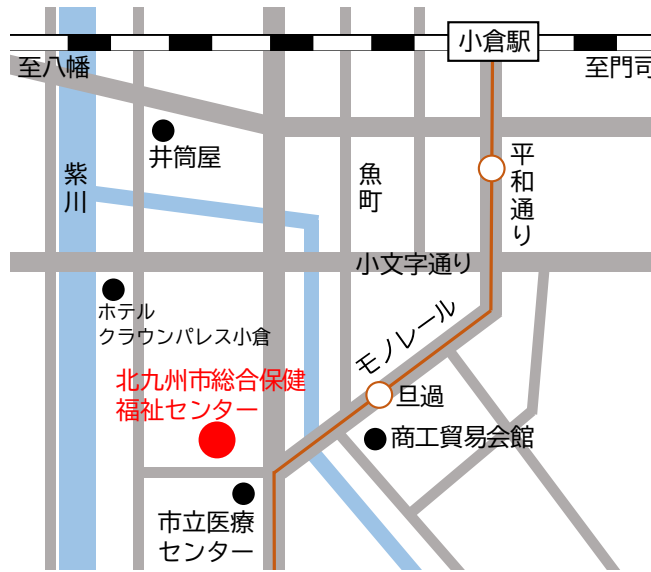 小倉駅
至八幡
至門司
井筒屋
紫川
魚町
平和通り
小文字通り
ホテル
クラウンパレス小倉
モノレール
北九州市総合保健
福祉センター
旦過
商工貿易会館
市立医療
センター